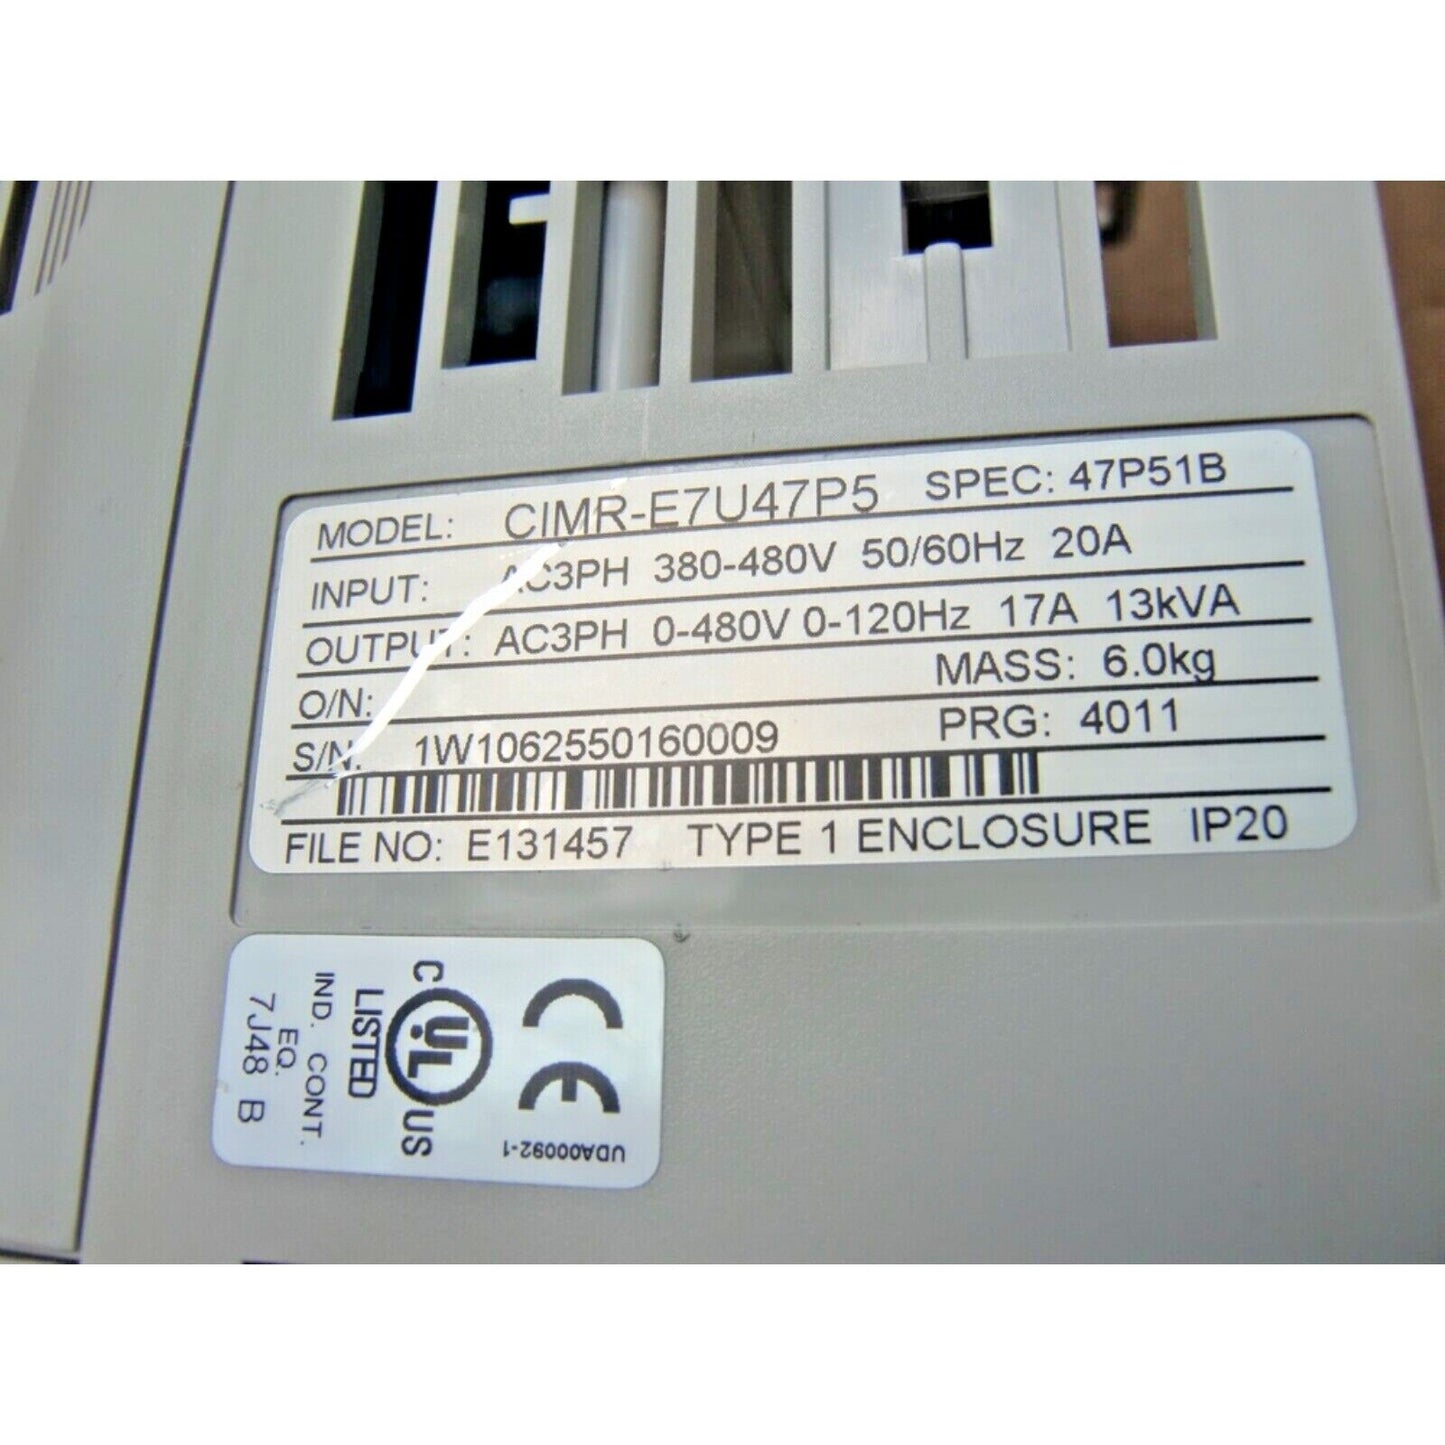 MODEL: CIMR-E7U47P5 SPEC: 47P51B
INPUT: AC3PH 380-480V 50/60Hz 20A
OUTPUT: AC3PH 0-480V 0-120Hz 17A 13kVA
O/N: MASS: 6.0kg
S/N: 1W1062550160009 PRG: 4011
FILE NO: E131457 TYPE 1 ENCLOSURE IP20
CE
UDA00092-1
C UL US
LISTED
IND. CONT.
EQ.
7J48 B